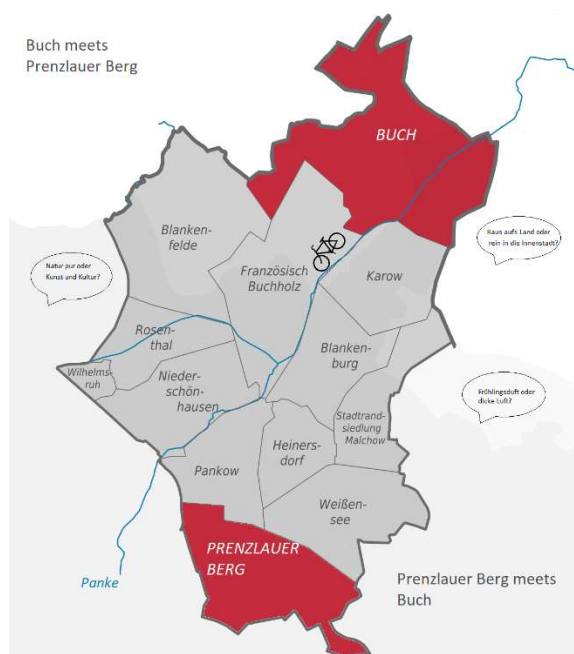 Buch meets
Prenzlauer Berg
BUCH
Blanken-
felde
Raus aufs Land oder
rein in die Innenstadt?
Natur pur oder
Kunst und Kultur?
Französisch
Buchholz
Karow
Rosen-
thal
Wilhelms-
ruh
Blanken-
burg
Nieder-
schön-
hausen
Frühlingsduft oder
dicke Luft?
Stadtrand-
siedlung
Malchow
Heiners-
dorf
Pankow
Weißen-
see
PRENZLAUER
BERG
Panke
Prenzlauer Berg meets
Buch